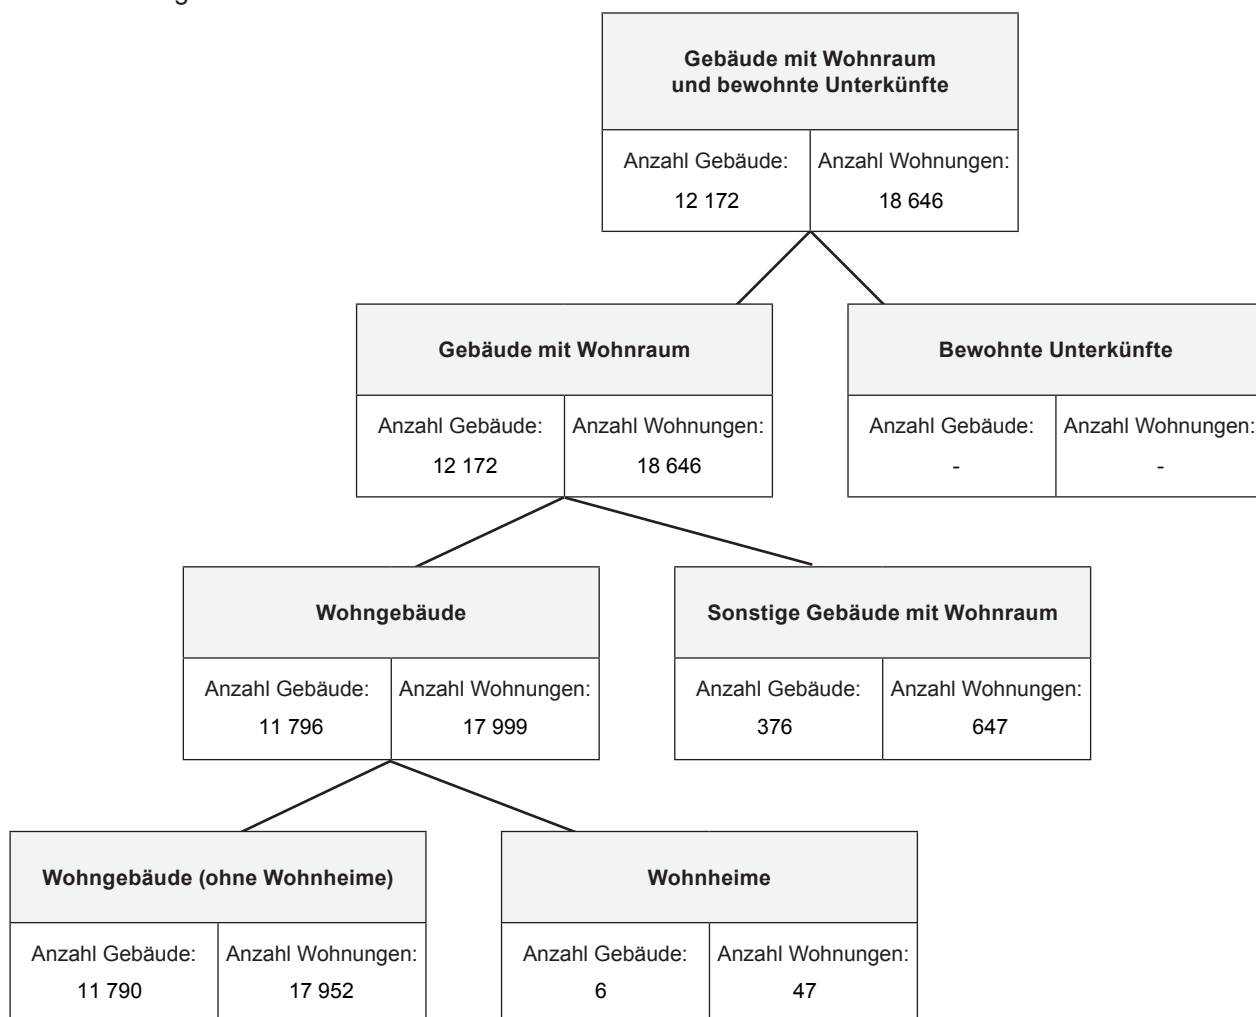 Gebäude mit Wohnraum
und bewohnte Unterkünfte
Anzahl Gebäude: Anzahl Wohnungen:
12 172 18 646
Gebäude mit Wohnraum Bewohnte Unterkünfte
Anzahl Gebäude: Anzahl Wohnungen: Anzahl Gebäude: Anzahl Wohnungen:
12 172 18 646 - -
Wohngebäude Sonstige Gebäude mit Wohnraum
Anzahl Gebäude: Anzahl Wohnungen: Anzahl Gebäude: Anzahl Wohnungen:
11 796 17 999 376 647
Wohngebäude (ohne Wohnheime) Wohnheime
Anzahl Gebäude: Anzahl Wohnungen: Anzahl Gebäude: Anzahl Wohnungen:
11 790 17 952 6 47